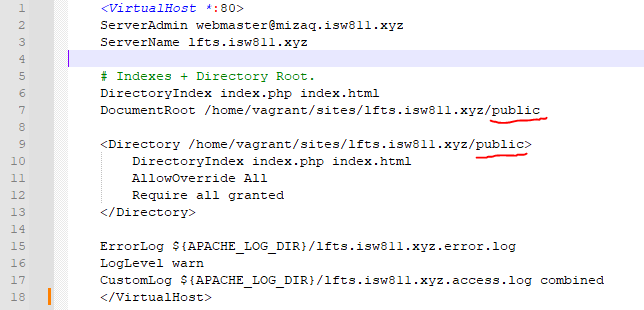 1 <VirtualHost *:80>
2 ServerAdmin webmaster@mizaq.isw811.xyz
3 ServerName lfts.isw811.xyz
4
5 # Indexes + Directory Root.
6 DirectoryIndex index.php index.html
7 DocumentRoot /home/vagrant/sites/lfts.isw811.xyz/public
8
9 <Directory /home/vagrant/sites/lfts.isw811.xyz/public>
10 DirectoryIndex index.php index.html
11 AllowOverride All
12 Require all granted
13 </Directory>
14
15 ErrorLog ${APACHE_LOG_DIR}/lfts.isw811.xyz.error.log
16 LogLevel warn
17 CustomLog ${APACHE_LOG_DIR}/lfts.isw811.xyz.access.log combined
18 </VirtualHost>